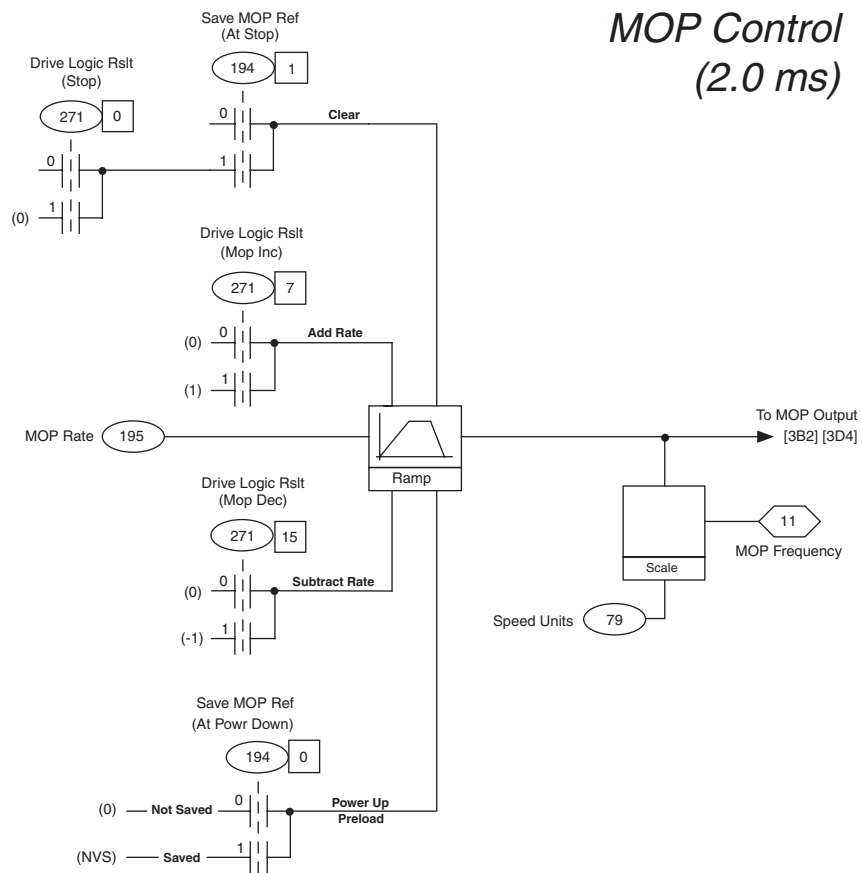 MOP Control
(2.0 ms)
Save MOP Ref
(At Stop)
194 1
Drive Logic Rslt
(Stop)
271 0
0
Clear
0
1
1
(0)
Drive Logic Rslt
(Mop Inc)
271 7
(0) 0
Add Rate
(1) 1
MOP Rate 195
Ramp
To MOP Output
[3B2] [3D4]
Drive Logic Rslt
(Mop Dec)
271 15
(0) 0
Subtract Rate
(-1) 1
11
MOP Frequency
Scale
Speed Units 79
Save MOP Ref
(At Powr Down)
194 0
(0) Not Saved 0
Power Up
Preload
(NVS) Saved 1